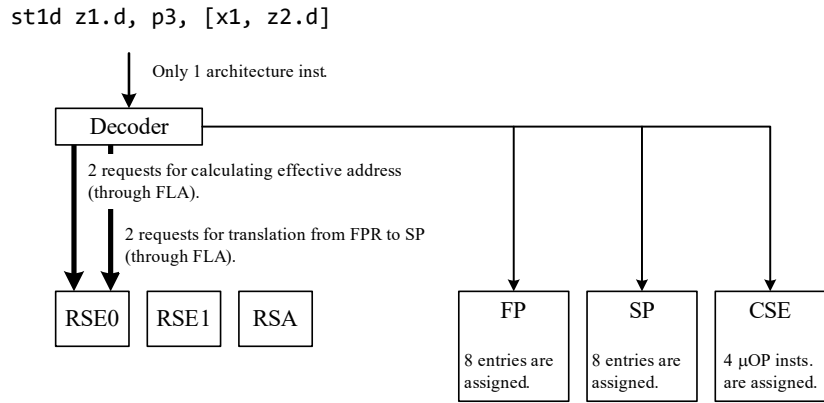 st1d z1.d, p3, [x1, z2.d]
Only 1 architecture inst.
Decoder
2 requests for calculating effective address
(through FLA).
2 requests for translation from FPR to SP
(through FLA).
RSE0
RSE1
RSA
FP
8 entries are
assigned.
SP
8 entries are
assigned.
CSE
4 μOP insts.
are assigned.